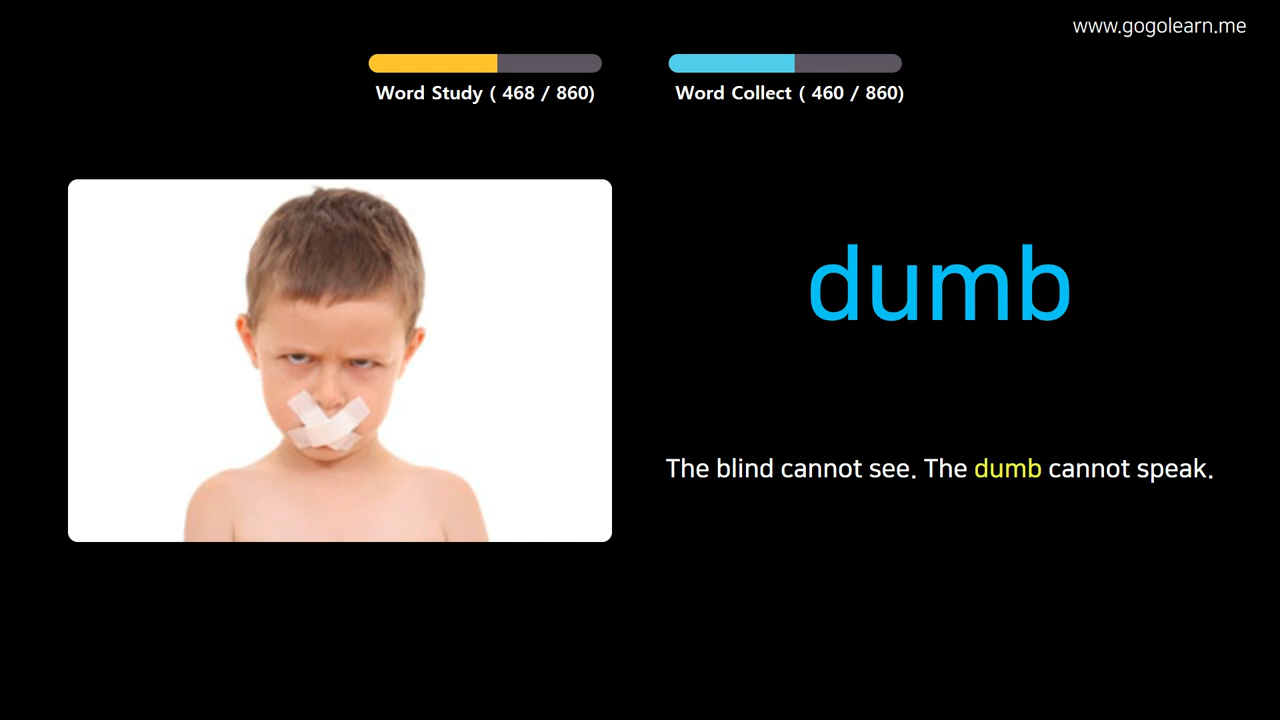 www.gogolearn.me
Word Study ( 468 / 860)
Word Collect ( 460 / 860)
dumb
The blind cannot see. The dumb cannot speak.